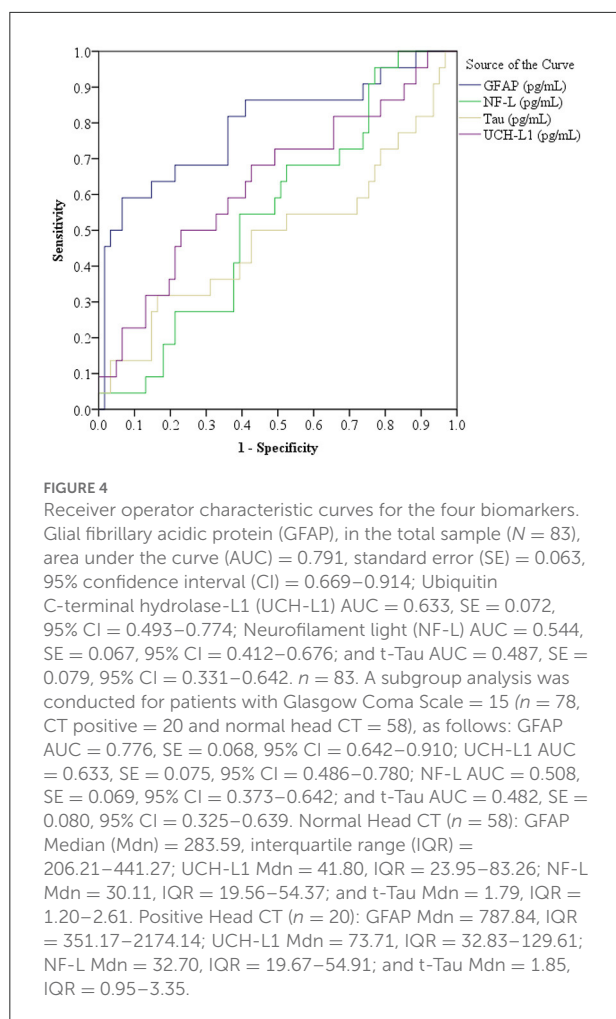 1.0
0.9
0.8
0.7
0.6
0.5
0.4
0.3
0.2
0.1
0.0
Sensitivity
0.0 0.1 0.2 0.3 0.4 0.5 0.6 0.7 0.8 0.9 1.0
1 - Specificity
Source of the Curve
GFAP (pg/mL)
NF-L (pg/mL)
Tau (pg/mL)
UCH-L1 (pg/mL)
FIGURE 4
Receiver operator characteristic curves for the four biomarkers.
Glial fibrillary acidic protein (GFAP), in the total sample (N = 83),
area under the curve (AUC) = 0.791, standard error (SE) = 0.063,
95% confidence interval (CI) = 0.669–0.914; Ubiquitin
C-terminal hydrolase-L1 (UCH-L1) AUC = 0.633, SE = 0.072,
95% CI = 0.493–0.774; Neurofilament light (NF-L) AUC = 0.544,
SE = 0.067, 95% CI = 0.412–0.676; and t-Tau AUC = 0.487, SE =
0.079, 95% CI = 0.331–0.642. n = 83. A subgroup analysis was
conducted for patients with Glasgow Coma Scale = 15 (n = 78,
CT positive = 20 and normal head CT = 58), as follows: GFAP
AUC = 0.776, SE = 0.068, 95% CI = 0.642–0.910; UCH-L1 AUC
= 0.633, SE = 0.075, 95% CI = 0.486–0.780; NF-L AUC = 0.508,
SE = 0.069, 95% CI = 0.373–0.642; and t-Tau AUC = 0.482, SE =
0.080, 95% CI = 0.325–0.639. Normal Head CT (n = 58): GFAP
Median (Mdn) = 283.59, interquartile range (IQR) =
206.21–441.27; UCH-L1 Mdn = 41.80, IQR = 23.95–83.26; NF-L
Mdn = 30.11, IQR = 19.56–54.37; and t-Tau Mdn = 1.79, IQR =
1.20–2.61. Positive Head CT (n = 20): GFAP Mdn = 787.84, IQR
= 351.17–2174.14; UCH-L1 Mdn = 73.71, IQR = 32.83–129.61;
NF-L Mdn = 32.70, IQR = 19.67–54.91; and t-Tau Mdn = 1.85,
IQR = 0.95–3.35.